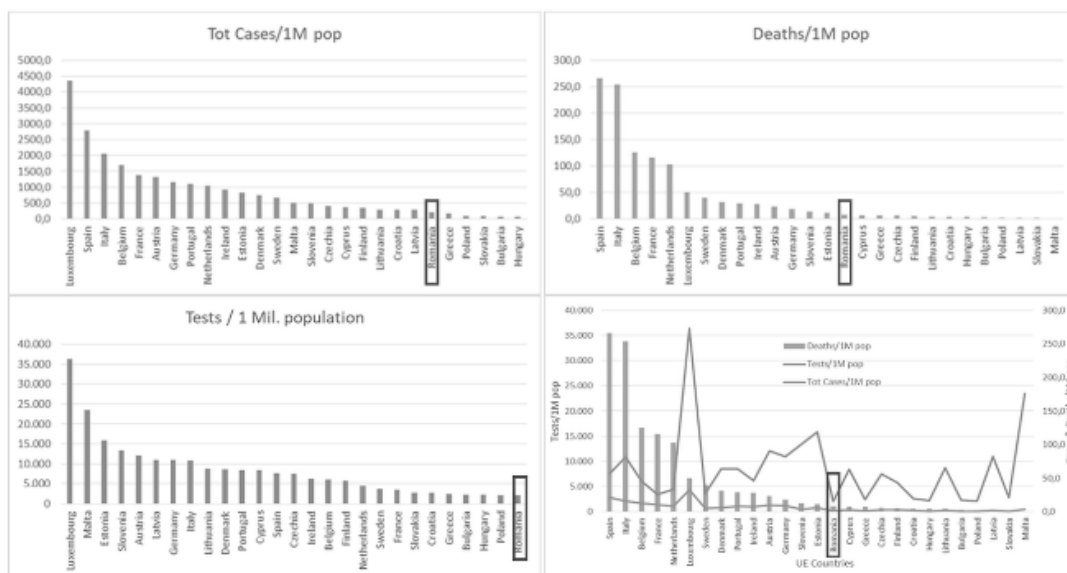 Tot Cases/1M pop
5000,0
4500,0
4000,0
3500,0
3000,0
2500,0
2000,0
1500,0
1000,0
500,0
0,0
Luxembourg
Spain
Italy
Belgium
France
Austria
Germany
Portugal
Netherlands
Ireland
Estonia
Denmark
Sweden
Malta
Slovenia
Czechia
Cyprus
Finland
Lithuania
Croatia
Latvia
Romania
Greece
Poland
Slovakia
Bulgaria
Hungary
Deaths/1M pop
300,0
250,0
200,0
150,0
100,0
50,0
0,0
Spain
Italy
Belgium
France
Netherlands
Luxembourg
Sweden
Denmark
Portugal
Ireland
Austria
Germany
Slovenia
Estonia
Romania
Cyprus
Greece
Czechia
Finland
Lithuania
Croatia
Hungary
Bulgaria
Poland
Latvia
Slovakia
Malta
Tests / 1 Mil. population
40.000
35.000
30.000
25.000
20.000
15.000
10.000
5.000
0
Luxembourg
Malta
Estonia
Slovenia
Austria
Latvia
Germany
Italy
Lithuania
Denmark
Portugal
Cyprus
Spain
Czechia
Ireland
Belgium
Finland
Netherlands
Sweden
France
Slovakia
Croatia
Greece
Bulgaria
Hungary
Poland
Romania
Tests/1M pop
40.000
35.000
30.000
25.000
20.000
15.000
10.000
5.000
0
Deaths/1M pop
Tests/1M pop
Tot Cases/1M pop
300,0
250,0
200,0
150,0
100,0
50,0
0,0
Spain
Italy
Belgium
France
Netherlands
Luxembourg
Sweden
Denmark
Portugal
Ireland
Austria
Germany
Slovenia
Estonia
Romania
Cyprus
Greece
Czechia
Finland
Croatia
Hungary
Lithuania
Bulgaria
Poland
Latvia
Slovakia
Malta
UE Countries